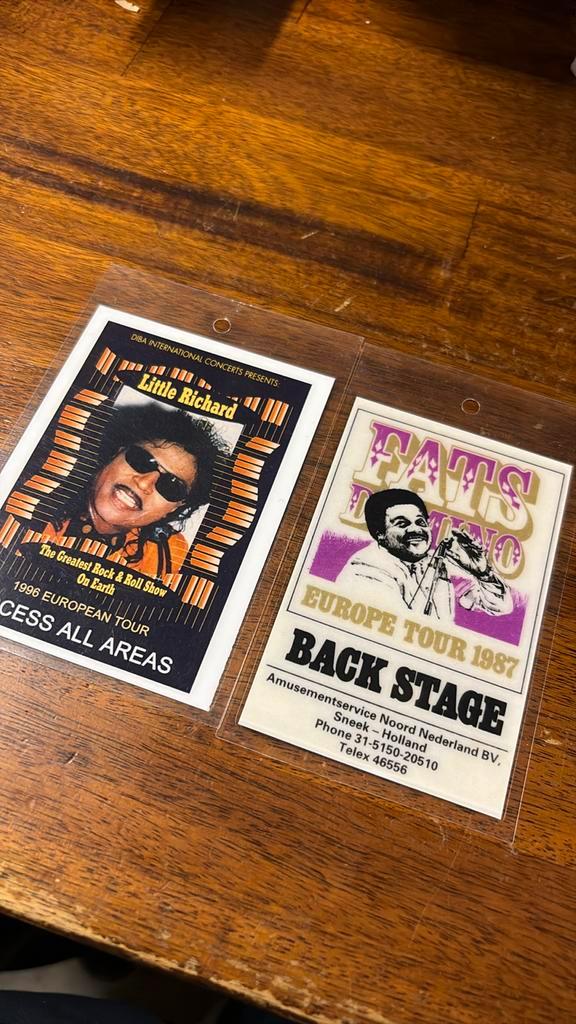 DIBA INTERNATIONAL CONCERTS PRESENTS:
Little Richard
The Greatest Rock & Roll Show
On Earth
1996 EUROPEAN TOUR
CESS ALL AREAS
FATS
DOMINO
EUROPE TOUR 1987
BACK STAGE
Amusementservice Noord Nederland BV.
Sneek – Holland
Phone 31-5150-20510
Telex 46556